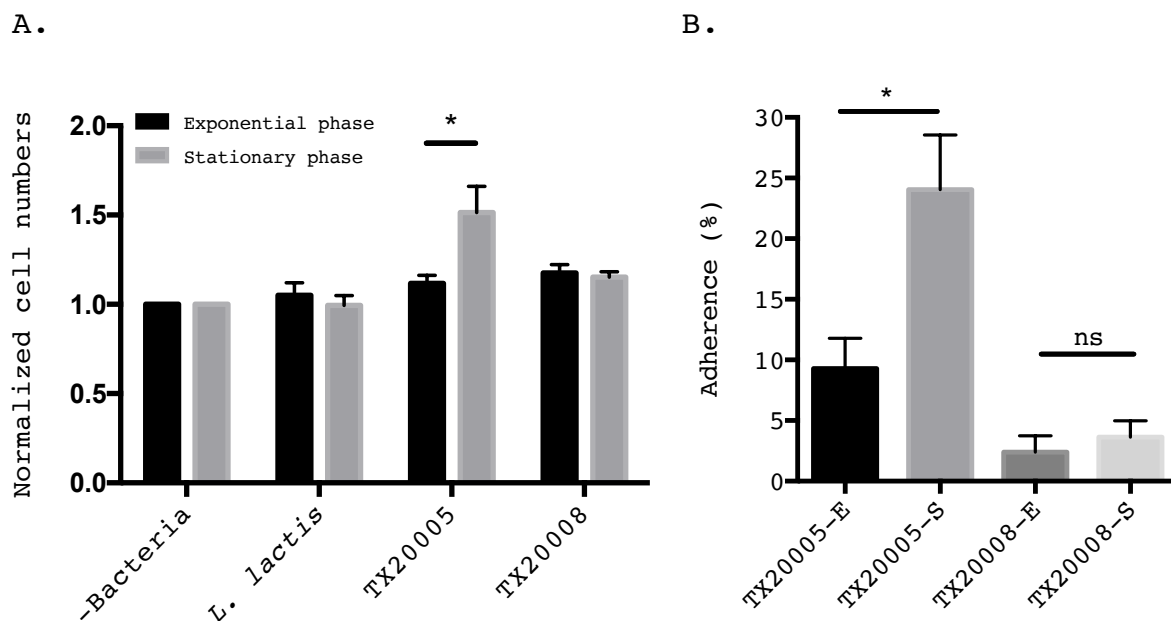 A.
Normalized cell numbers
2.0
1.5
1.0
0.5
0.0
Exponential phase
Stationary phase
*
-Bacteria
L. lactis
TX20005
TX20008
B.
Adherence (%)
30
25
20
15
10
5
0
*
ns
TX20005-E
TX20005-S
TX20008-E
TX20008-S